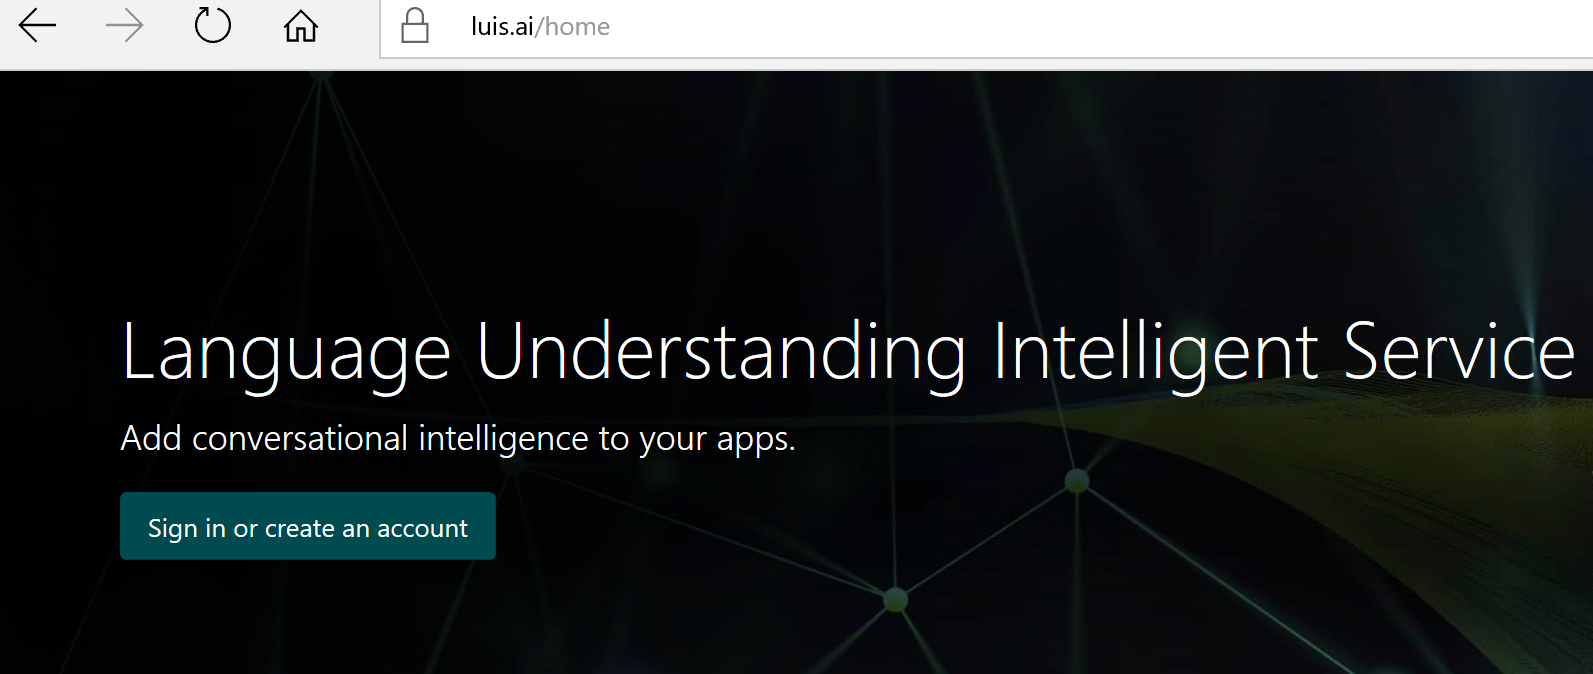 luis.ai/home
Language Understanding Intelligent Service
Add conversational intelligence to your apps.
Sign in or create an account